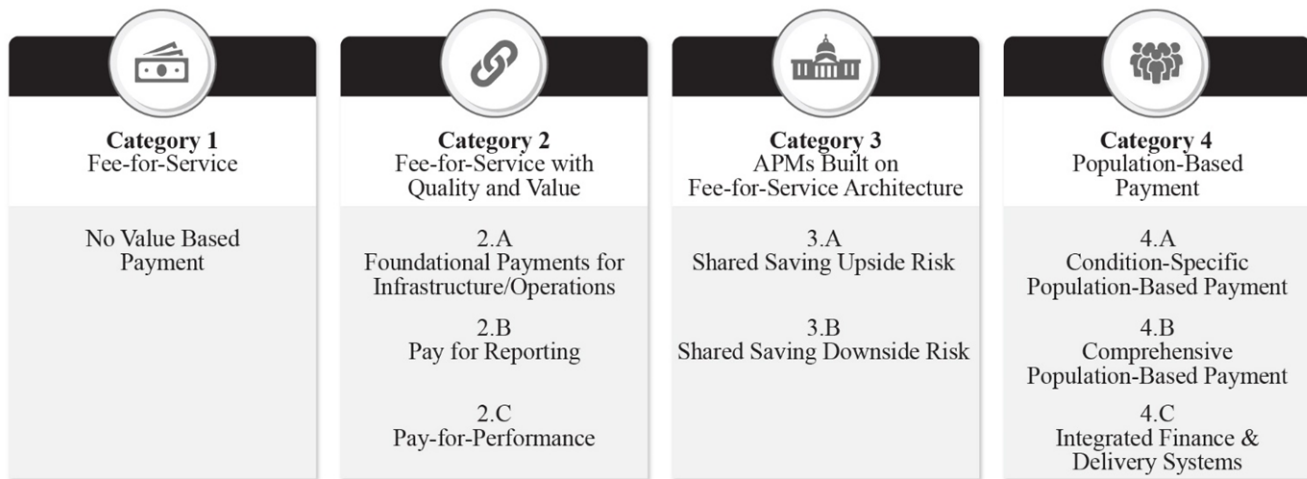 Category 1
Fee-for-Service
No Value Based
Payment
Category 2
Fee-for-Service with
Quality and Value
2.A
Foundational Payments for
Infrastructure/Operations
2.B
Pay for Reporting
2.C
Pay-for-Performance
Category 3
APMs Built on
Fee-for-Service Architecture
3.A
Shared Saving Upside Risk
3.B
Shared Saving Downside Risk
Category 4
Population-Based
Payment
4.A
Condition-Specific
Population-Based Payment
4.B
Comprehensive
Population-Based Payment
4.C
Integrated Finance &
Delivery Systems